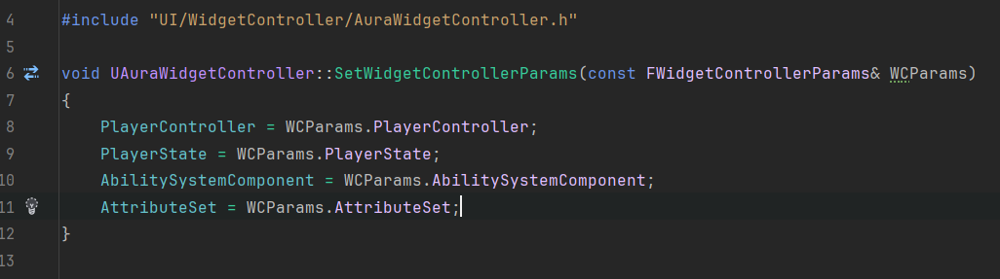 4 #include "UI/WidgetController/AuraWidgetController.h"
5
6 void UAuraWidgetController::SetWidgetControllerParams(const FWidgetControllerParams& WCParams)
7 {
8     PlayerController = WCParams.PlayerController;
9     PlayerState = WCParams.PlayerState;
10     AbilitySystemComponent = WCParams.AbilitySystemComponent;
11     AttributeSet = WCParams.AttributeSet;
12 }
13